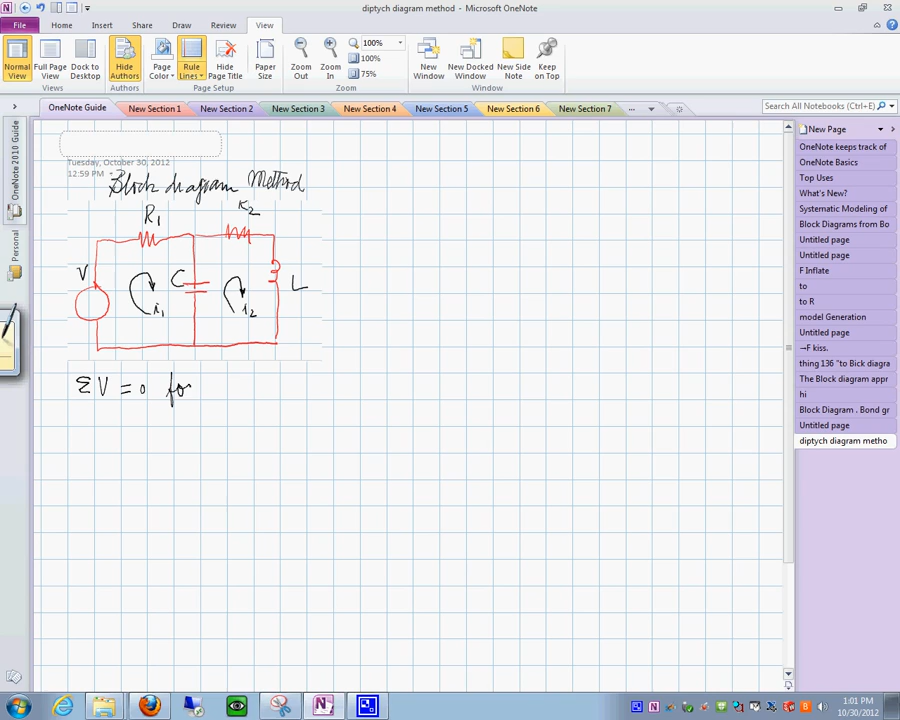 diptych diagram method - Microsoft OneNote
File Home Insert Share Draw Review View
Normal View Full Page View Dock to Desktop Hide Authors Page Color Rule Lines Hide Page Title Paper Size Zoom Out Zoom In 100% 100% 75% New Window New Docked Window New Side Note Keep on Top
Views Authors Page Setup Zoom Window
OneNote Guide New Section 1 New Section 2 New Section 3 New Section 4 New Section 5 New Section 6 New Section 7 ... Search All Notebooks (Ctrl+E)
OneNote 2010 Guide
Personal
Tuesday, October 30, 2012
12:59 PM
Block diagram Method
R1 R2
V C L
i1 i2
ΣV = 0 for
New Page
OneNote keeps track of
OneNote Basics
Top Uses
What's New?
Systematic Modeling of
Block Diagrams from Bo
Untitled page
Untitled page
F Inflate
to
to R
model Generation
Untitled page
→F kiss.
thing 136 "to Bick diagra
The Block diagram appr
hi
Block Diagram . Bond gr
Untitled page
diptych diagram metho
1:01 PM
10/30/2012